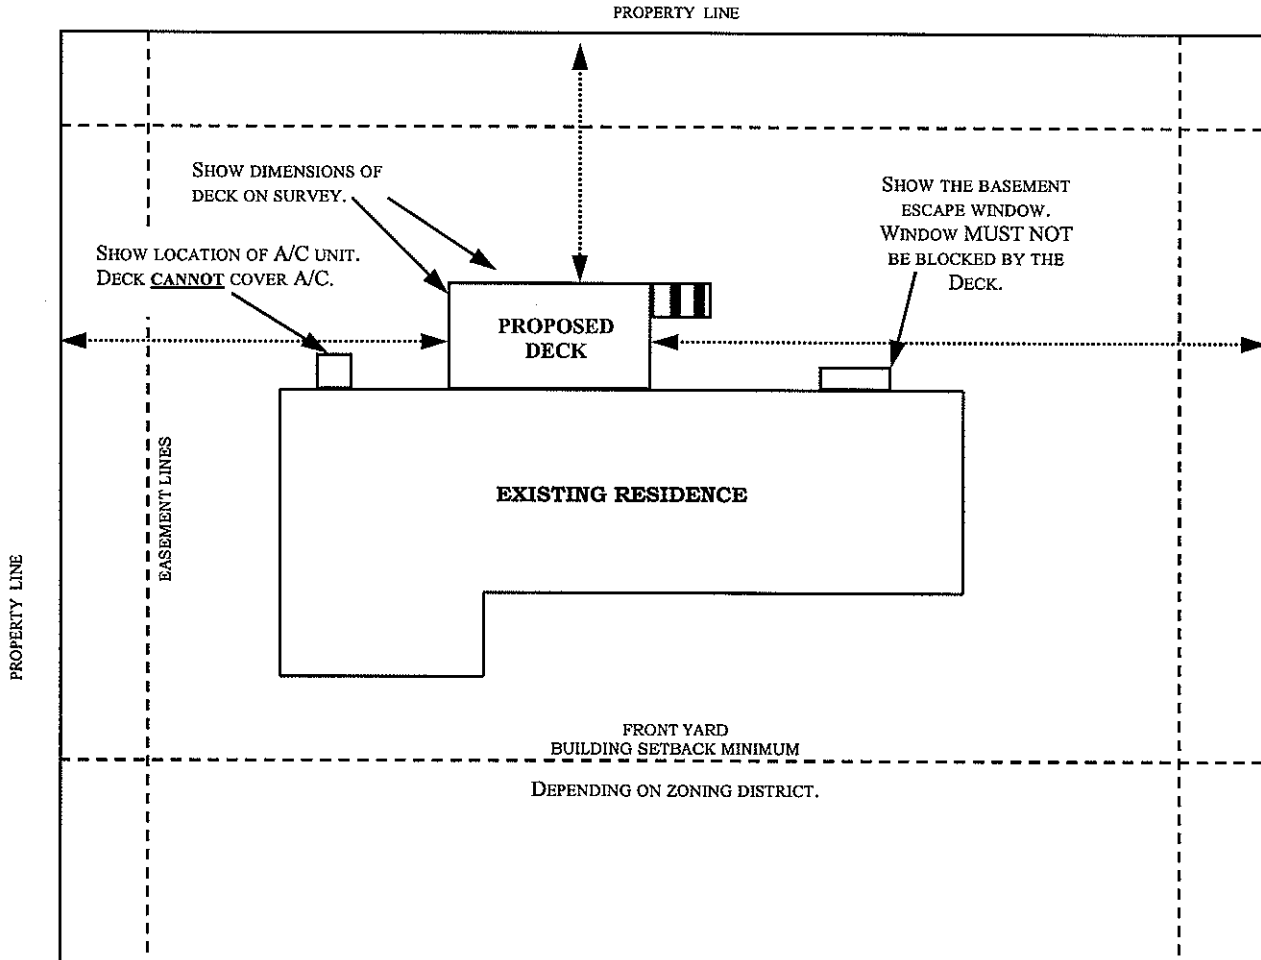 PROPERTY LINE
SHOW DIMENSIONS OF
DECK ON SURVEY.
SHOW THE BASEMENT
ESCAPE WINDOW.
WINDOW MUST NOT
BE BLOCKED BY THE
DECK.
SHOW LOCATION OF A/C UNIT.
DECK CANNOT COVER A/C.
PROPOSED
DECK
EASEMENT LINES
EXISTING RESIDENCE
PROPERTY LINE
FRONT YARD
BUILDING SETBACK MINIMUM
DEPENDING ON ZONING DISTRICT.